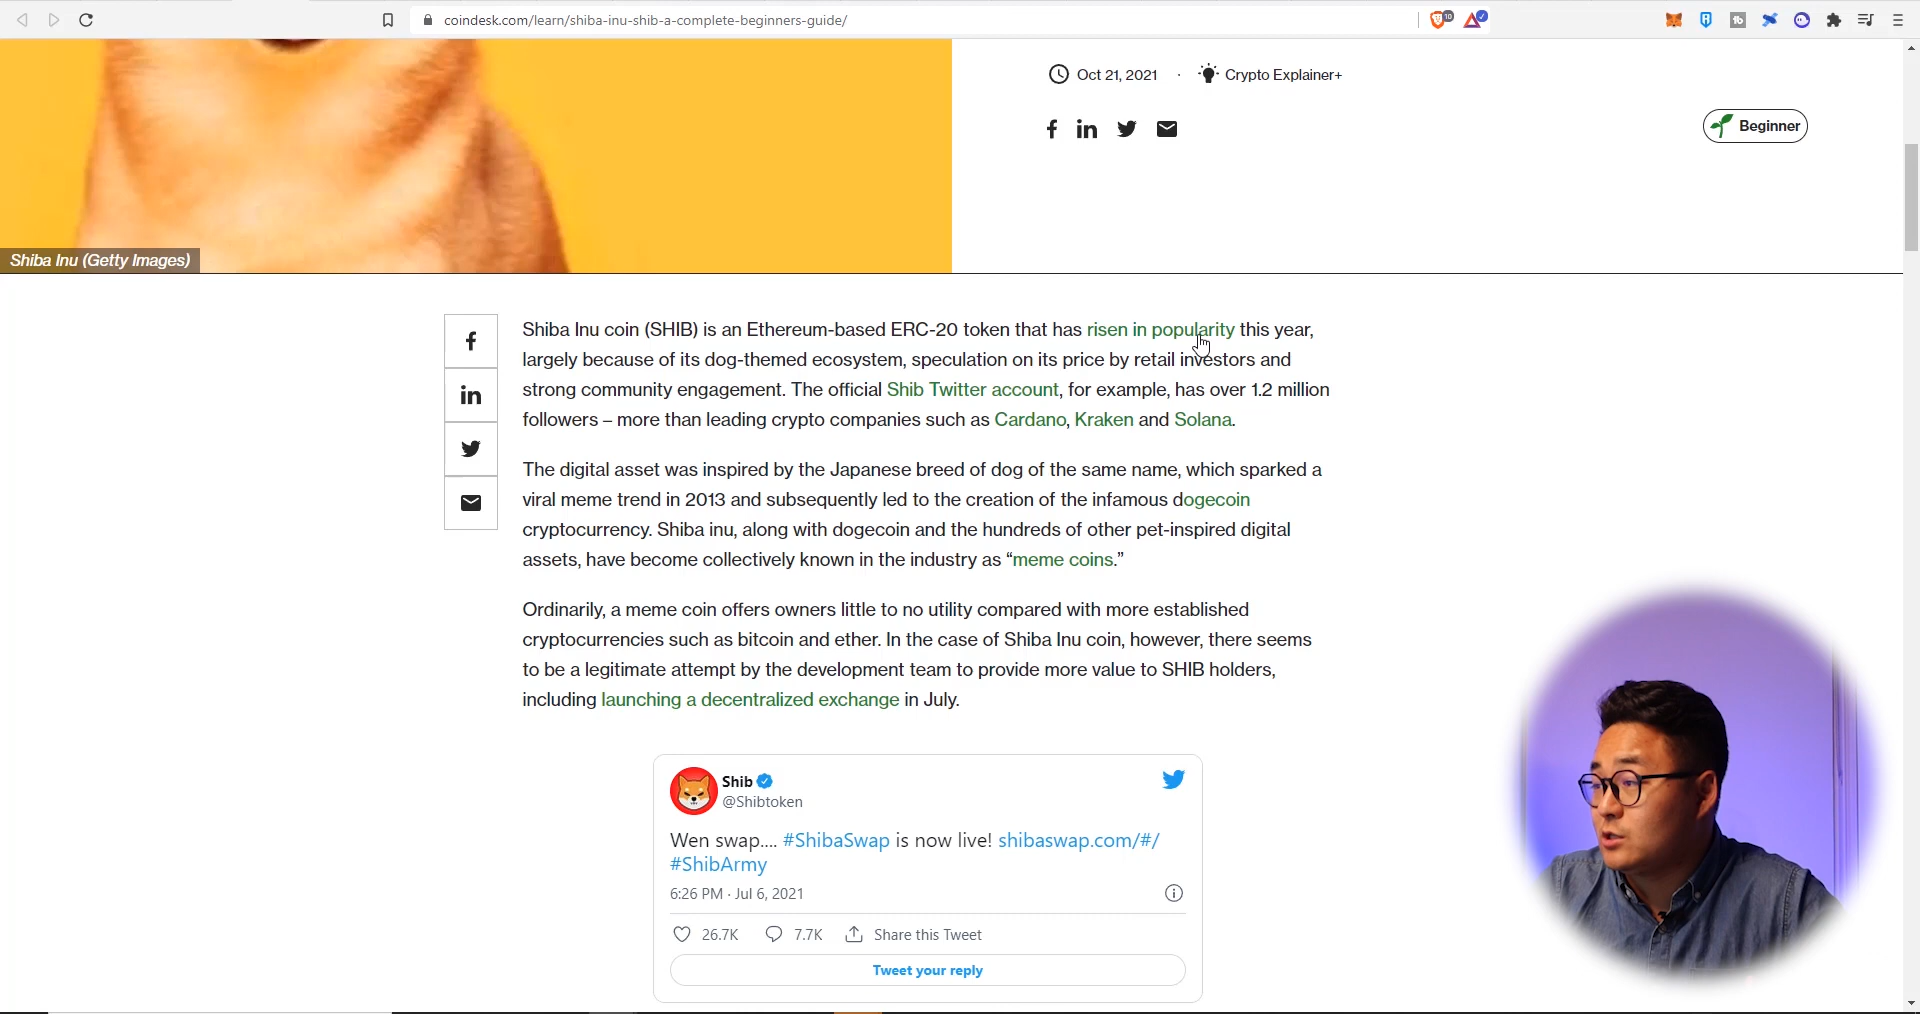 coindesk.com/learn/shiba-inu-shib-a-complete-beginners-guide/
10
Oct 21, 2021 · Crypto Explainer+
Beginner
Shiba Inu (Getty Images)
Shiba Inu coin (SHIB) is an Ethereum-based ERC-20 token that has risen in popularity this year,
largely because of its dog-themed ecosystem, speculation on its price by retail investors and
strong community engagement. The official Shib Twitter account, for example, has over 1.2 million
followers – more than leading crypto companies such as Cardano, Kraken and Solana.
The digital asset was inspired by the Japanese breed of dog of the same name, which sparked a
viral meme trend in 2013 and subsequently led to the creation of the infamous dogecoin
cryptocurrency. Shiba inu, along with dogecoin and the hundreds of other pet-inspired digital
assets, have become collectively known in the industry as “meme coins.”
Ordinarily, a meme coin offers owners little to no utility compared with more established
cryptocurrencies such as bitcoin and ether. In the case of Shiba Inu coin, however, there seems
to be a legitimate attempt by the development team to provide more value to SHIB holders,
including launching a decentralized exchange in July.
Shib
@Shibtoken
Wen swap.... #ShibaSwap is now live! shibaswap.com/#/
#ShibArmy
6:26 PM · Jul 6, 2021
26.7K 7.7K Share this Tweet
Tweet your reply